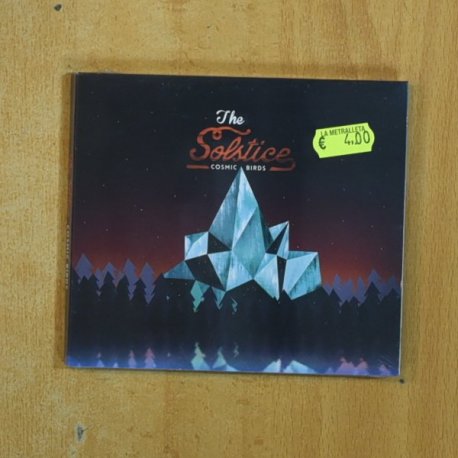 The
Solstice
COSMIC BIRDS
LA METRALLETA
€ 4,00